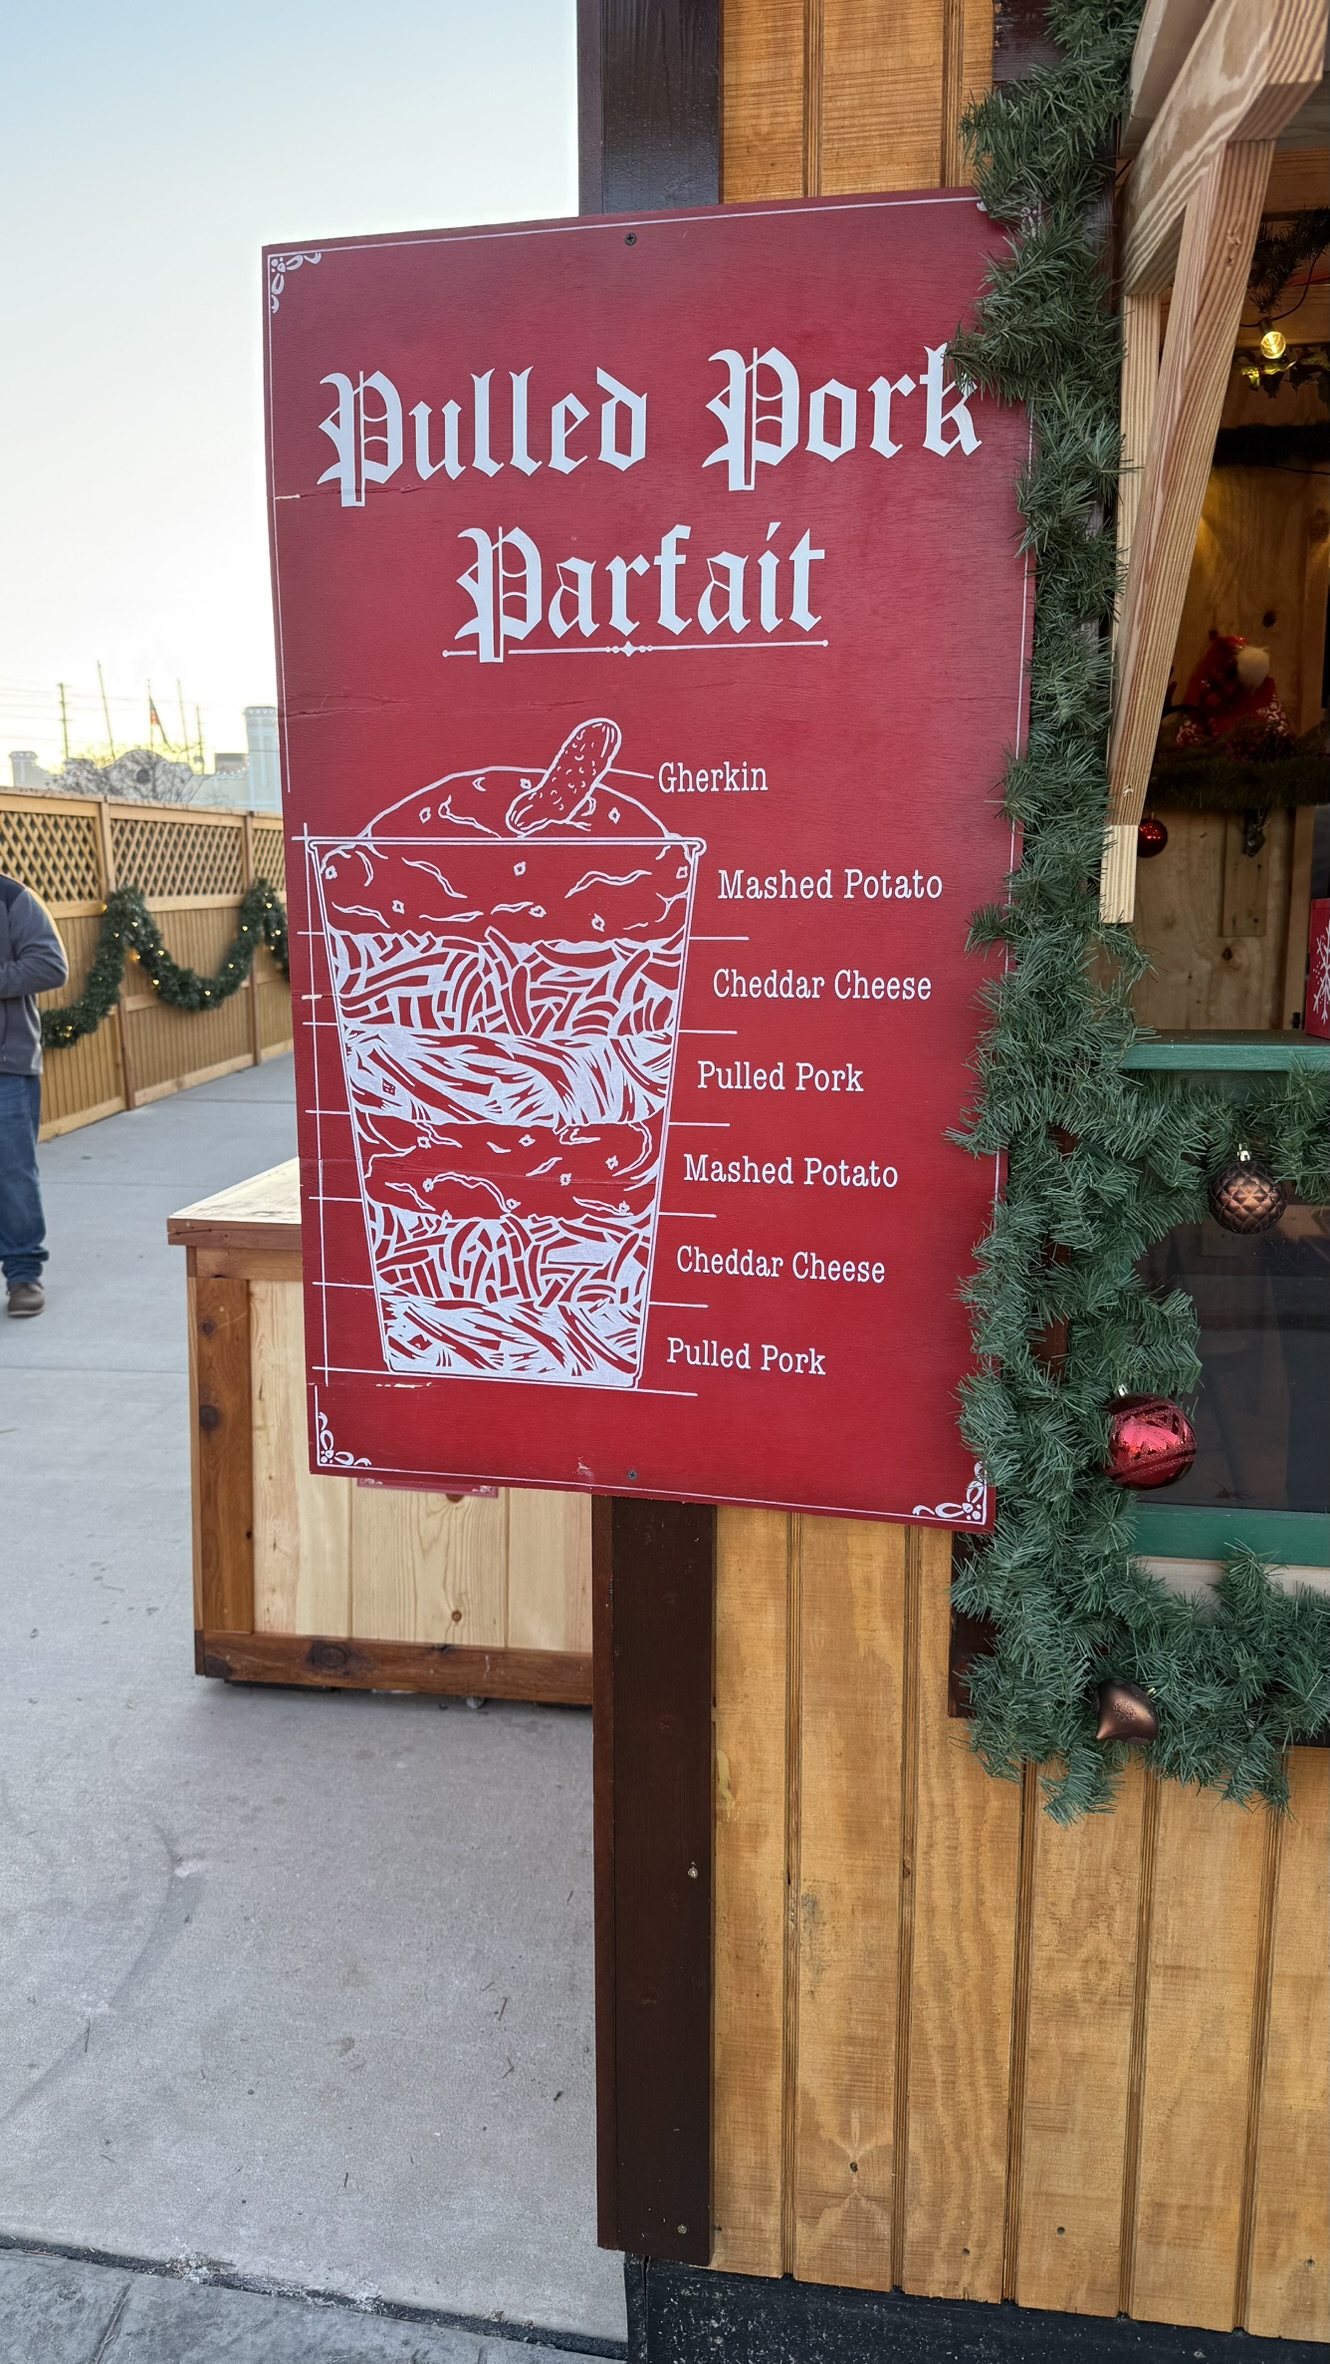 Pulled Pork
Parfait
Gherkin
Mashed Potato
Cheddar Cheese
Pulled Pork
Mashed Potato
Cheddar Cheese
Pulled Pork